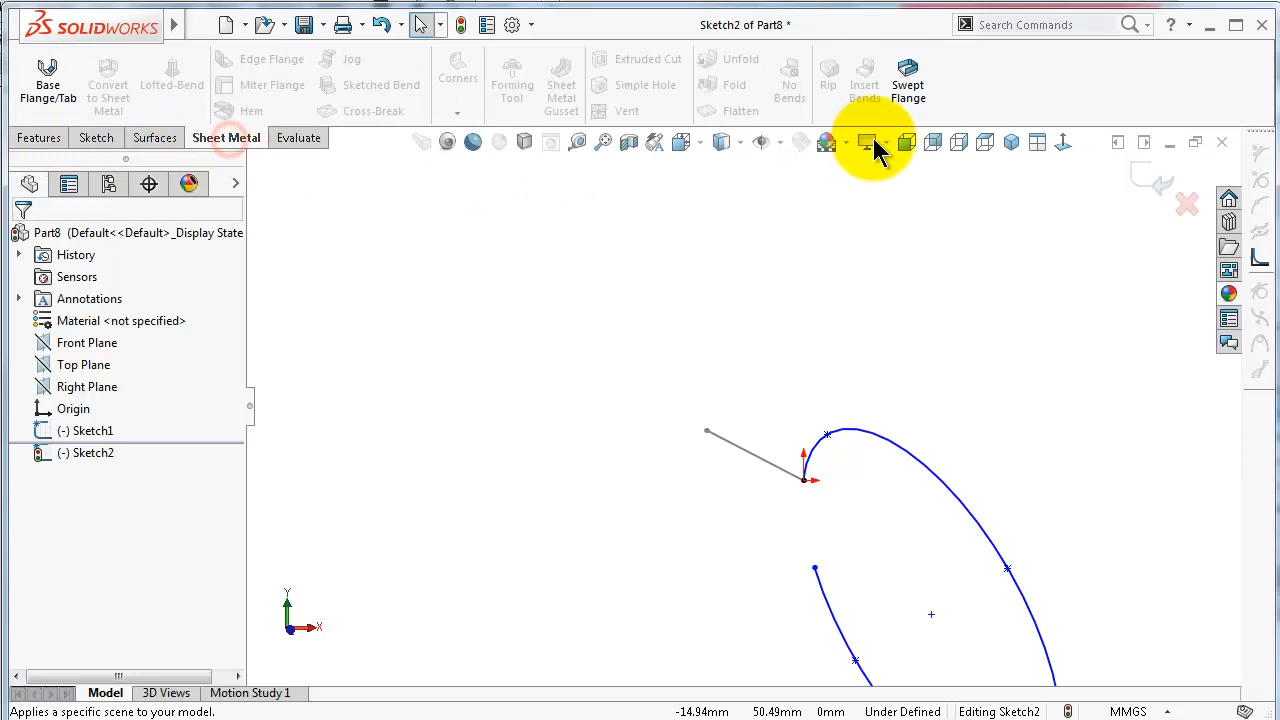 SOLIDWORKS
Sketch2 of Part8 *
Search Commands
Base Flange/Tab
Convert to Sheet Metal
Lofted-Bend
Edge Flange
Miter Flange
Hem
Jog
Sketched Bend
Cross-Break
Corners
Forming Tool
Sheet Metal Gusset
Extruded Cut
Simple Hole
Vent
Unfold
Fold
Flatten
No Bends
Rip
Insert Bends
Swept Flange
Features
Sketch
Surfaces
Sheet Metal
Evaluate
Part8 (Default<<Default>_Display State
History
Sensors
Annotations
Material <not specified>
Front Plane
Top Plane
Right Plane
Origin
(-) Sketch1
(-) Sketch2
Y
X
Model
3D Views
Motion Study 1
Applies a specific scene to your model.
-14.94mm
50.49mm
0mm
Under Defined
Editing Sketch2
MMGS